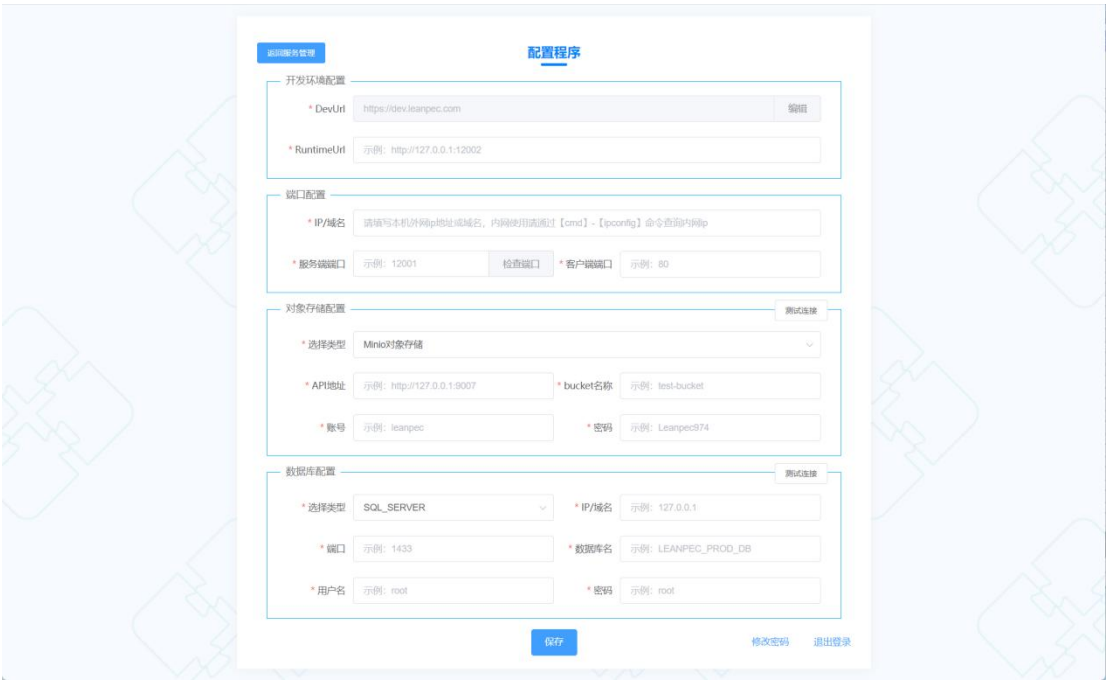 返回服务管理
配置程序
开发环境配置
* DevUrl https://dev.leanpec.com 编辑
* RuntimeUrl 示例：http://127.0.0.1:12002
端口配置
* IP/域名 请填写本机外网ip地址或域名，内网使用请通过【cmd】-【ipconfig】命令查询内网ip
* 服务端端口 示例：12001 检查端口 * 客户端端口 示例：80
对象存储配置 测试连接
* 选择类型 Minio对象存储
* API地址 示例：http://127.0.0.1:9007 * bucket名称 示例：test-bucket
* 账号 示例：leanpec * 密码 示例：Leanpec974
数据库配置 测试连接
* 选择类型 SQL_SERVER * IP/域名 示例：127.0.0.1
* 端口 示例：1433 * 数据库名 示例：LEANPEC_PROD_DB
* 用户名 示例：root * 密码 示例：root
保存 修改密码 退出登录